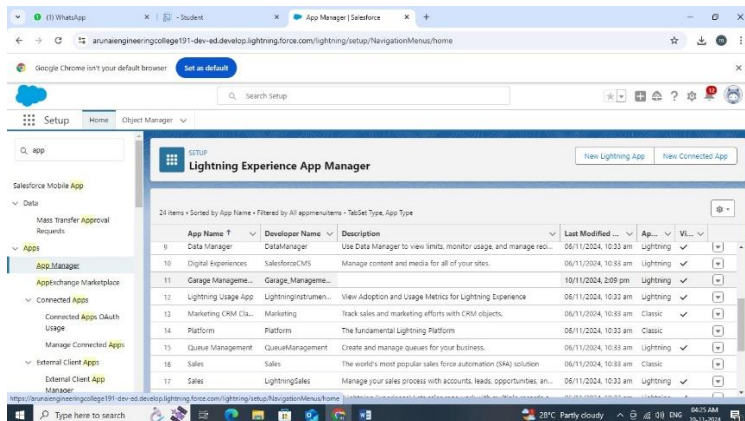 (1) WhatsApp
- Student
App Manager | Salesforce
arunaiengineeringcollege191-dev-ed.develop.lightning.force.com/lightning/setup/NavigationMenus/home
Google Chrome isn't your default browser Set as default
Search Setup
Setup Home Object Manager
app
SETUP
Lightning Experience App Manager
New Lightning App New Connected App
Salesforce Mobile App
Data
Mass Transfer Approval
Requests
Apps
App Manager
AppExchange Marketplace
Connected Apps
Connected Apps OAuth
Usage
Manage Connected Apps
External Client Apps
External Client App
Manager
24 items • Sorted by App Name • Filtered by All appmenuitems - TabSet Type, App Type
App Name ↑ Developer Name Description Last Modified ... Ap... Vi...
9 Data Manager DataManager Use Data Manager to view limits, monitor usage, and manage reci... 06/11/2024, 10:33 am Lightning
10 Digital Experiences SalesforceCMS Manage content and media for all of your sites. 06/11/2024, 10:33 am Lightning
11 Garage Manageme... Garage_Manageme... 10/11/2024, 2:09 pm Lightning
12 Lightning Usage App LightningInstrumen... View Adoption and Usage Metrics for Lightning Experience 06/11/2024, 10:33 am Lightning
13 Marketing CRM Cla... Marketing Track sales and marketing efforts with CRM objects. 06/11/2024, 10:33 am Classic
14 Platform Platform The fundamental Lightning Platform 06/11/2024, 10:33 am Classic
15 Queue Management QueueManagement Create and manage queues for your business. 06/11/2024, 10:33 am Lightning
16 Sales Sales The world's most popular sales force automation (SFA) solution 06/11/2024, 10:33 am Classic
17 Sales LightningSales Manage your sales process with accounts, leads, opportunities, an... 06/11/2024, 10:33 am Lightning
https://arunaiengineeringcollege191-dev-ed.develop.lightning.force.com/lightning/setup/NavigationMenus/home
Type here to search
28°C Partly cloudy ENG 04:25 AM
10-11-2024